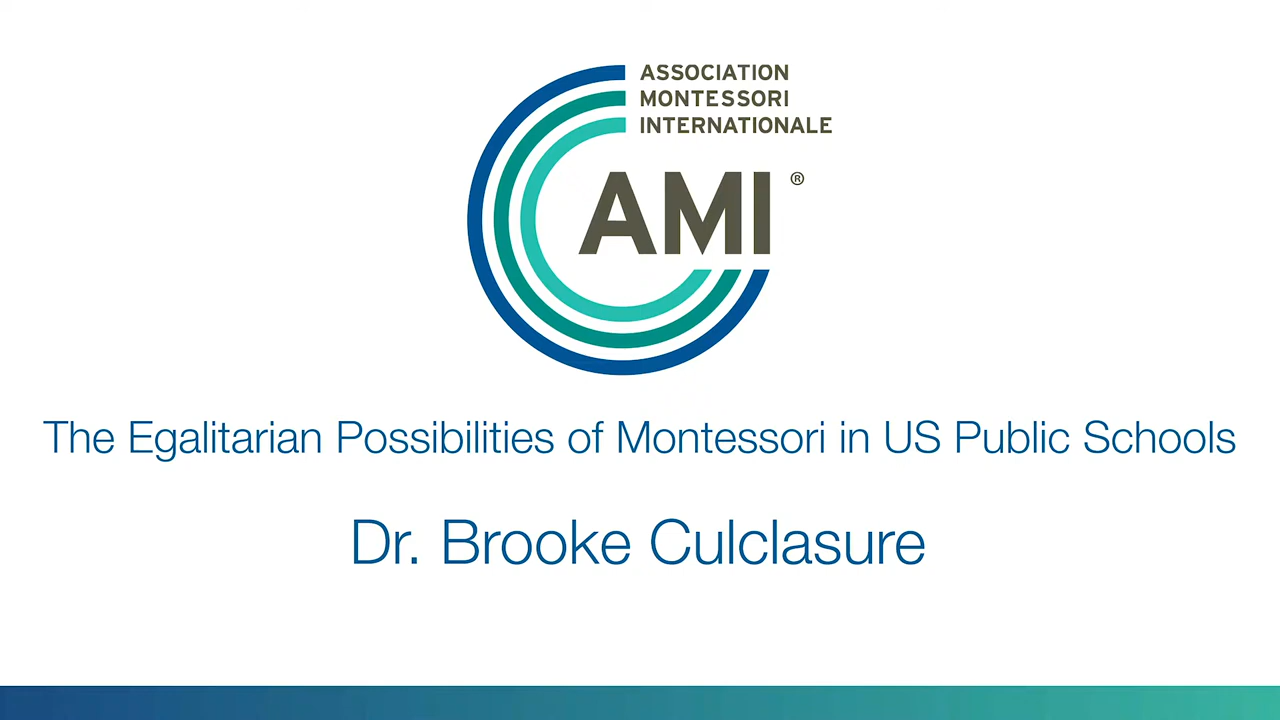 ASSOCIATION
MONTESSORI
INTERNATIONALE
AMI ®
The Egalitarian Possibilities of Montessori in US Public Schools
Dr. Brooke Culclasure